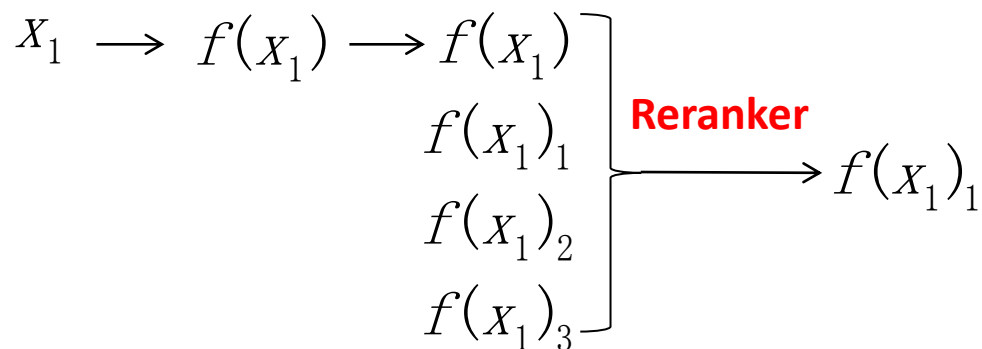 x₁ → f(x₁) → f(x₁)
f(x₁)₁
Reranker
f(x₁)₂
f(x₁)₃
→ f(x₁)₁